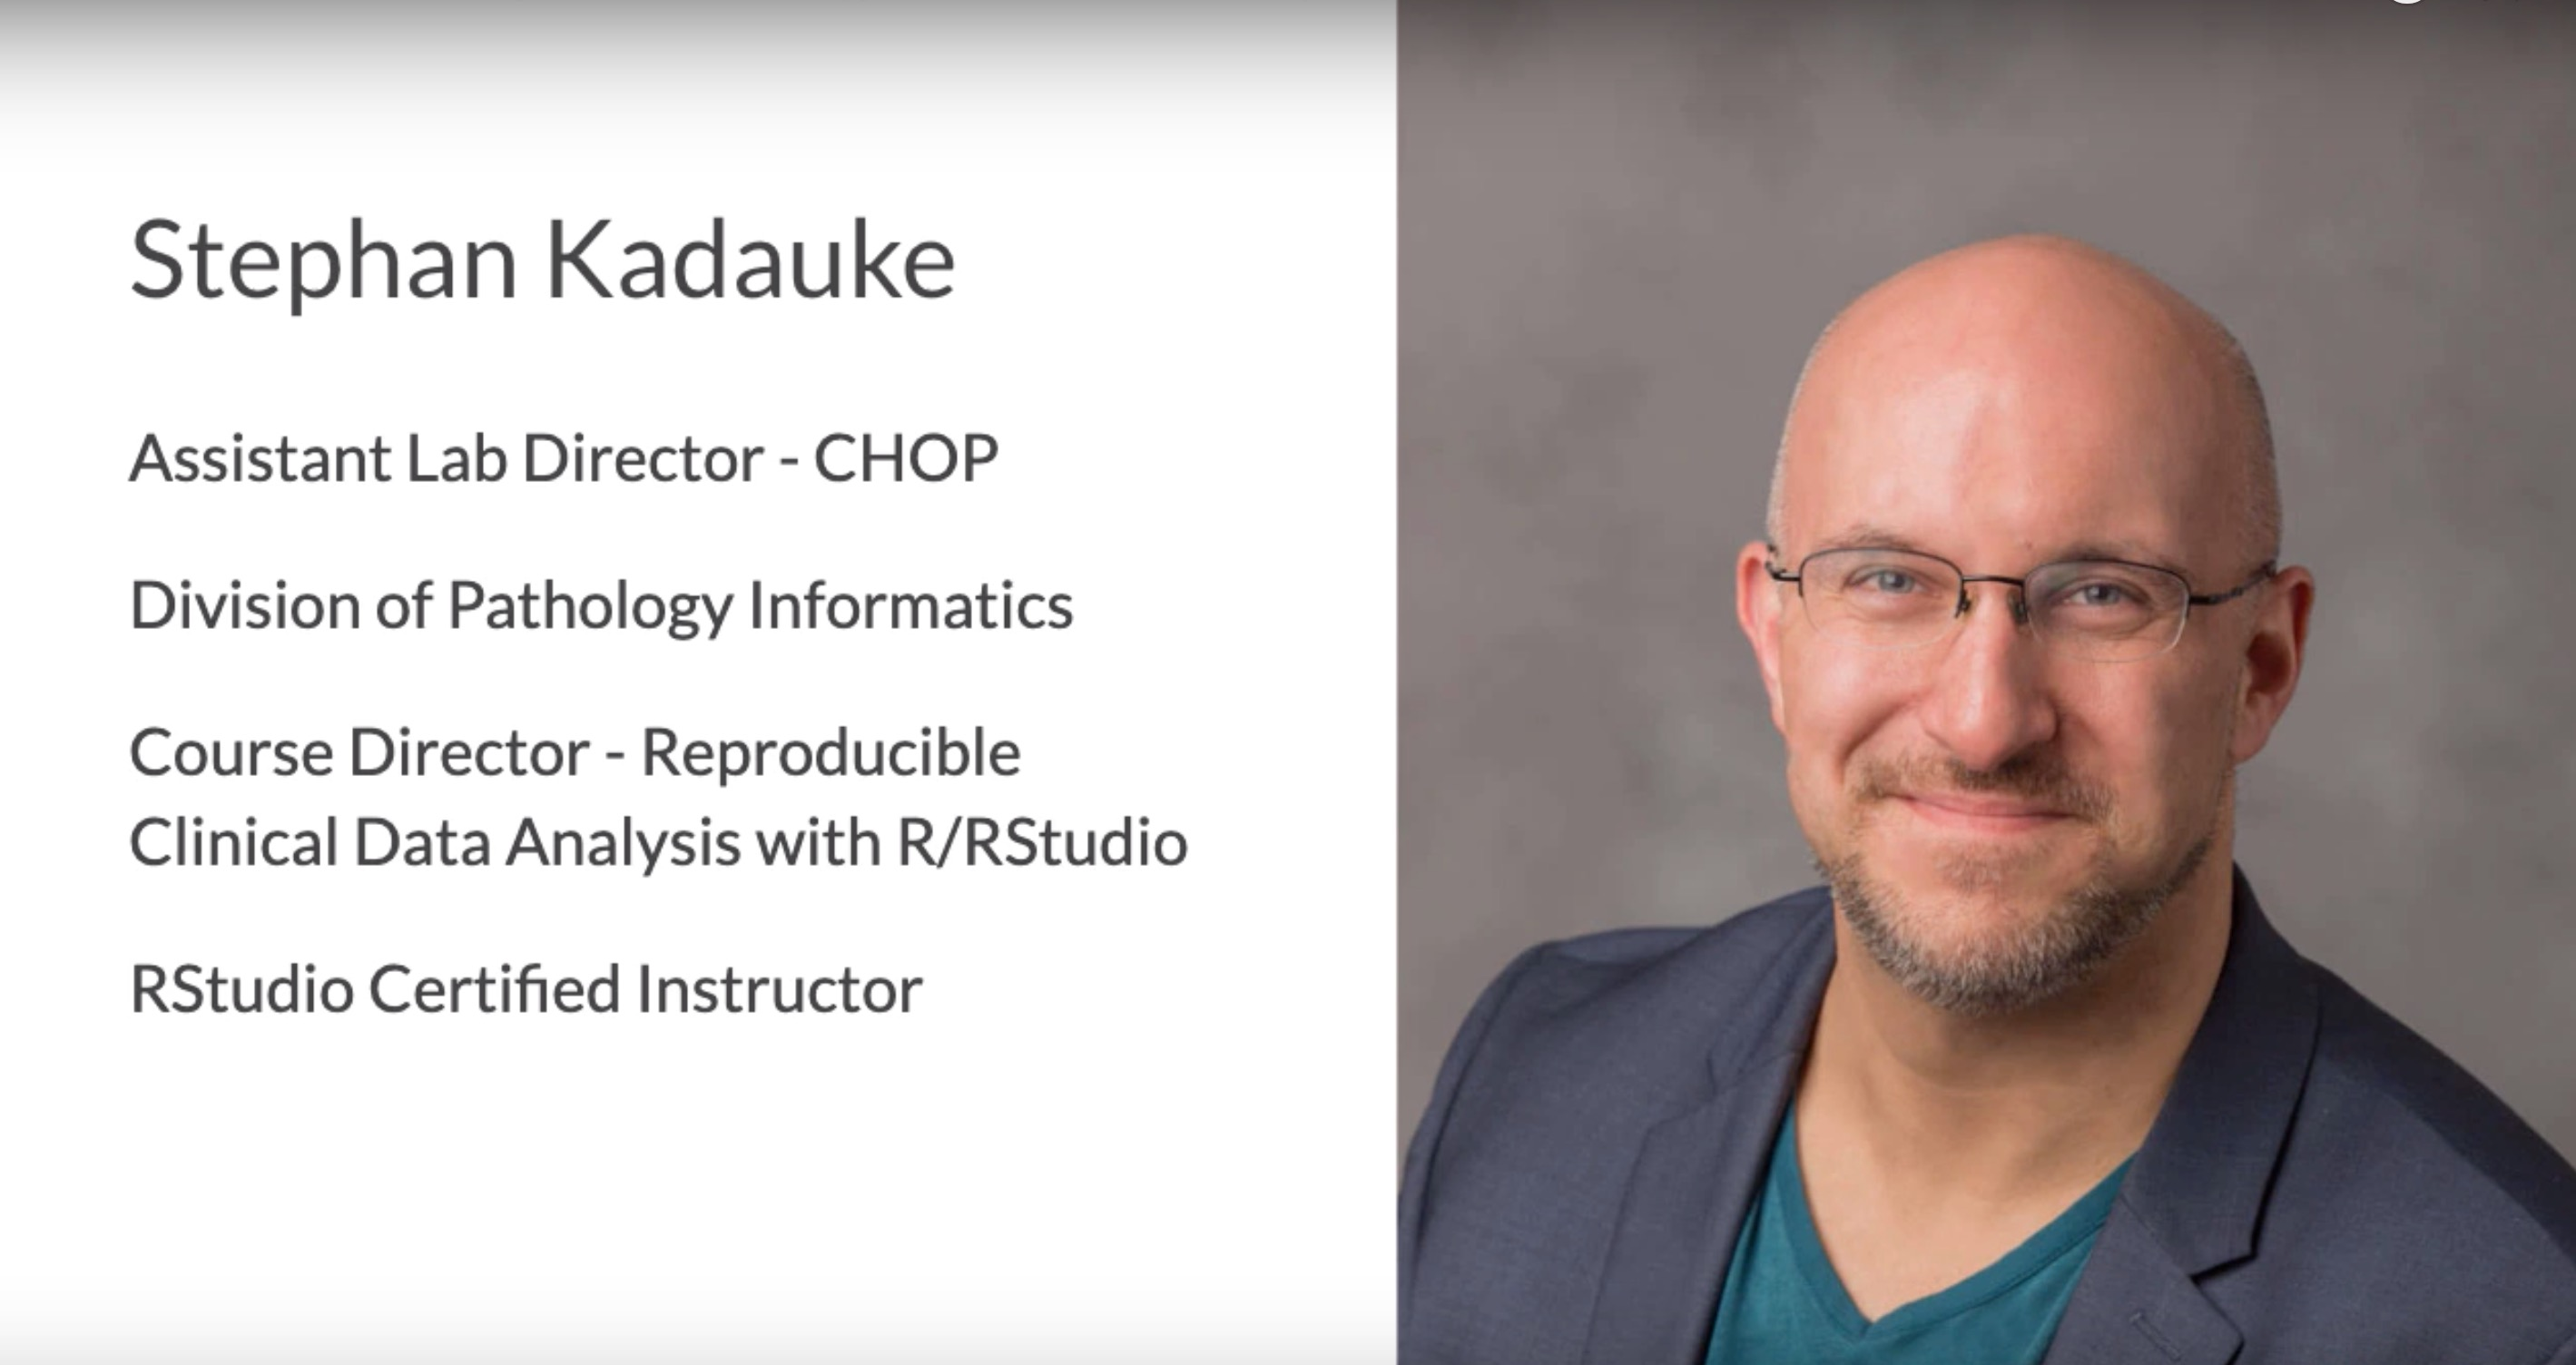 Stephan Kadauke
Assistant Lab Director - CHOP
Division of Pathology Informatics
Course Director - Reproducible
Clinical Data Analysis with R/RStudio
RStudio Certified Instructor